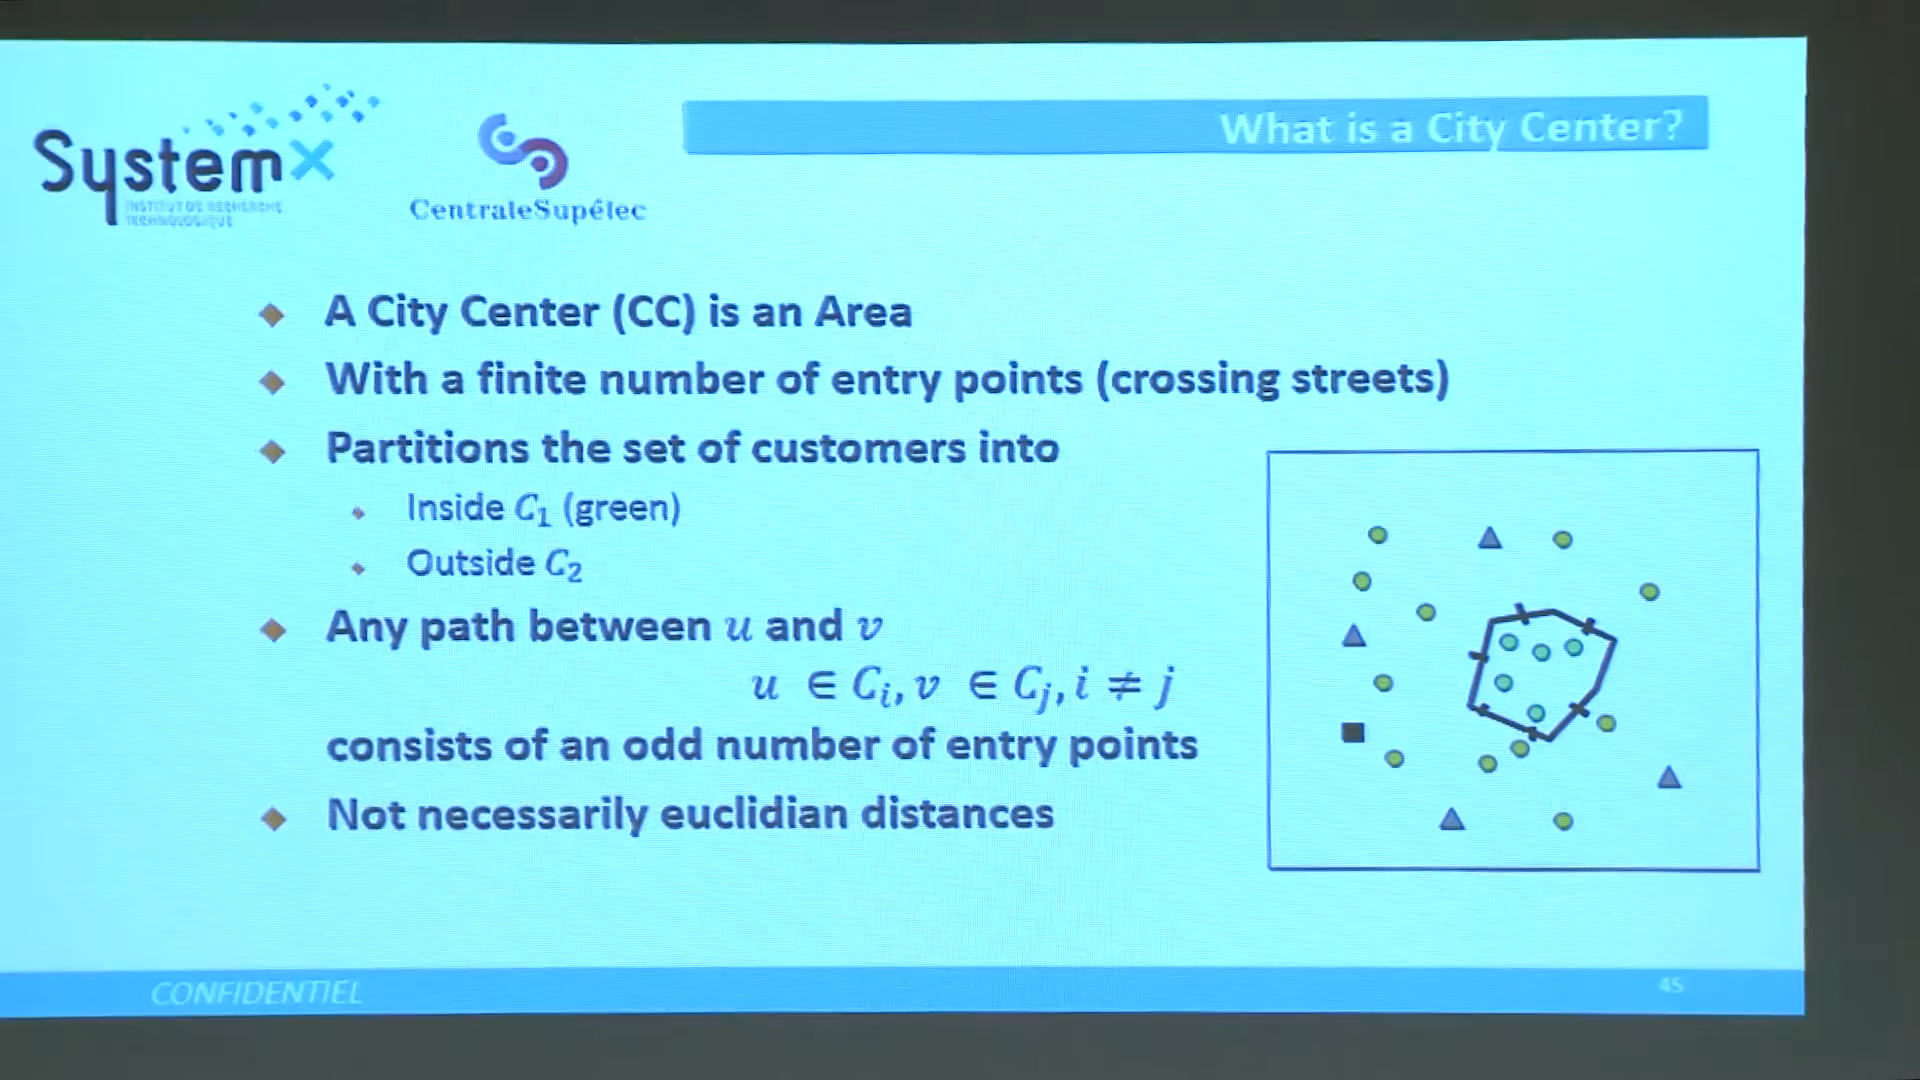 SystemX
INSTITUT DE RECHERCHE
TECHNOLOGIQUE
CentraleSupélec
What is a City Center?
A City Center (CC) is an Area
With a finite number of entry points (crossing streets)
Partitions the set of customers into
Inside C₁ (green)
Outside C₂
Any path between u and v
u ∈ Cᵢ, v ∈ Cⱼ, i ≠ j
consists of an odd number of entry points
Not necessarily euclidian distances
CONFIDENTIEL
45